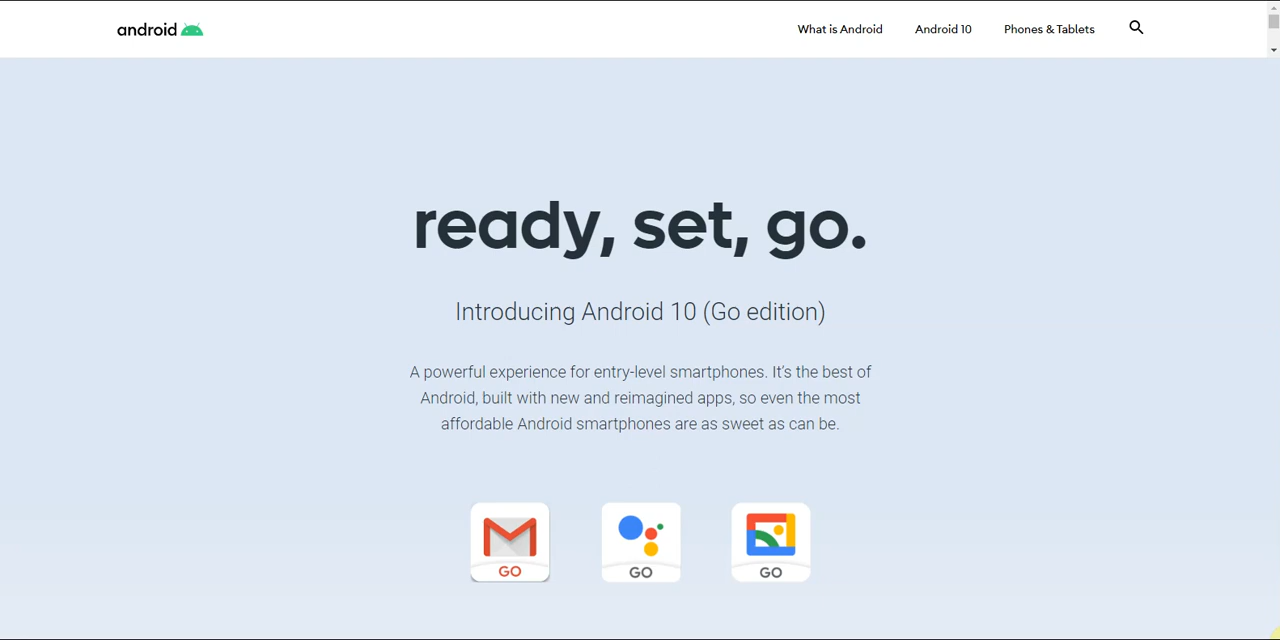 android
What is Android
Android 10
Phones & Tablets
ready, set, go.
Introducing Android 10 (Go edition)
A powerful experience for entry-level smartphones. It's the best of
Android, built with new and reimagined apps, so even the most
affordable Android smartphones are as sweet as can be.
GO
GO
GO